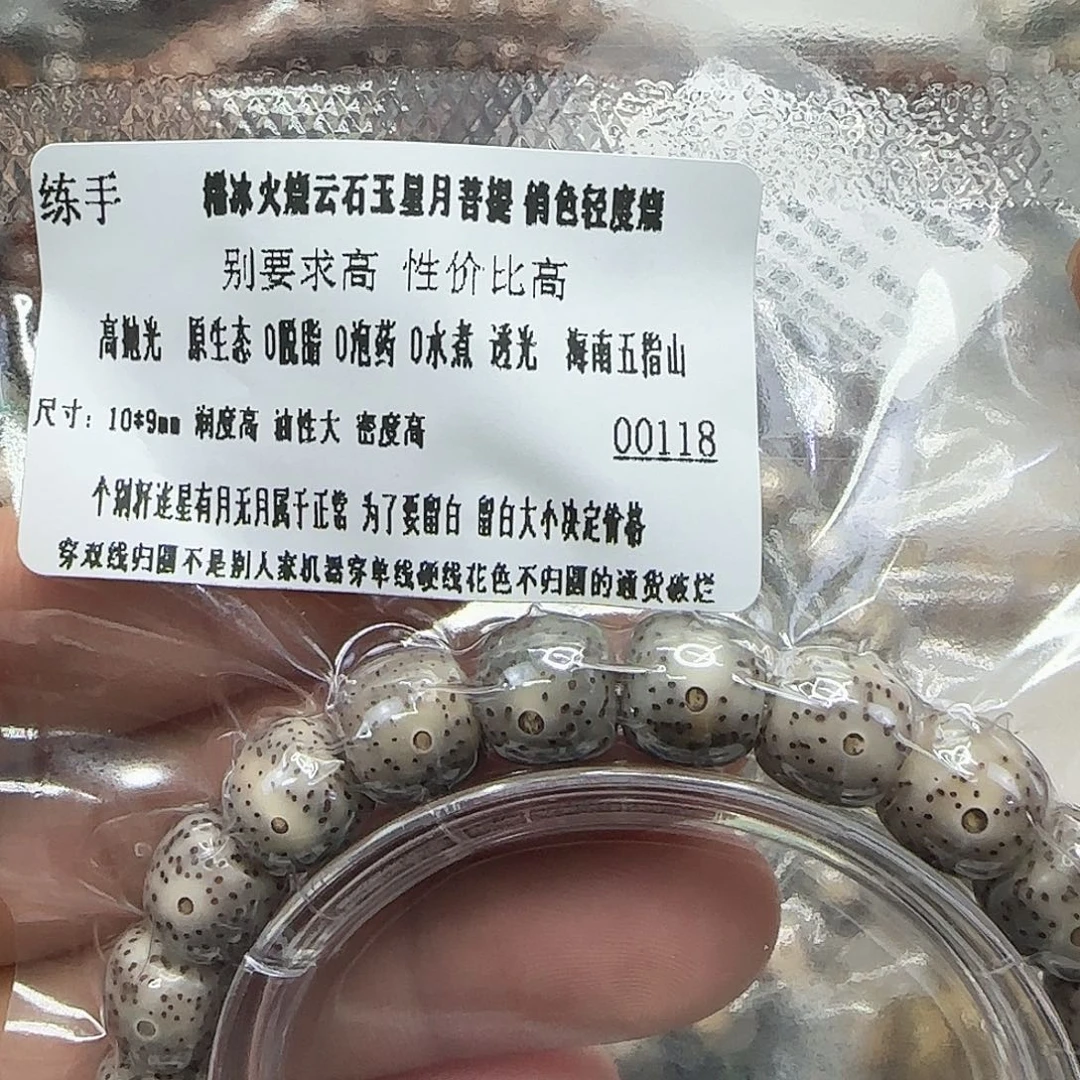 练手 糯冰火烧云石玉星月菩提 俏色轻度烧
别要求高 性价比高
高抛光 原生态 0脱脂 0泡药 0水煮 透光 海南五指山
尺寸：10*9mm 润度高 油性大 密度高 00118
个别籽连星有月无月属于正常 为了要留白 留白大小决定价格
穿双线归圆不是别人家机器穿单线硬线花色不归圆的通货破烂